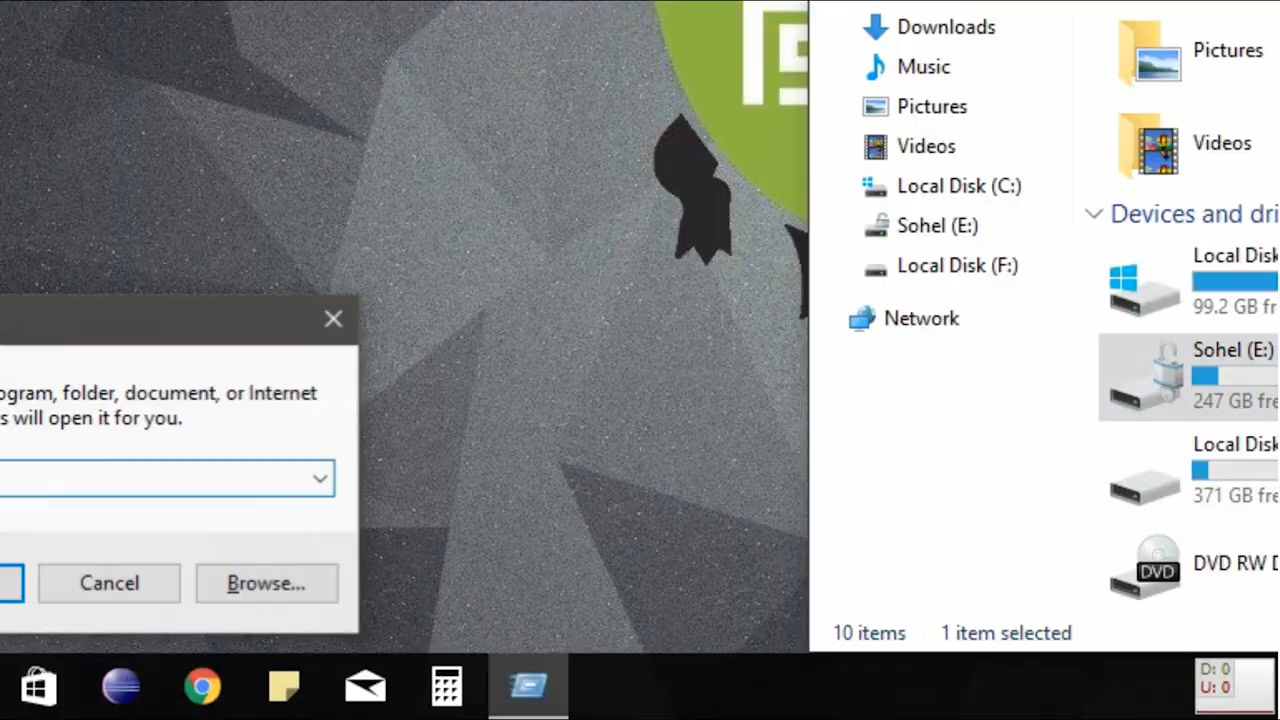 ogram, folder, document, or Internet
s will open it for you.
Cancel
Browse...
Downloads
Music
Pictures
Videos
Local Disk (C:)
Sohel (E:)
Local Disk (F:)
Network
Pictures
Videos
Devices and dri
Local Disk
99.2 GB fr
Sohel (E:)
247 GB fre
Local Disk
371 GB fre
DVD
DVD RW D
10 items
1 item selected
D: 0
U: 0